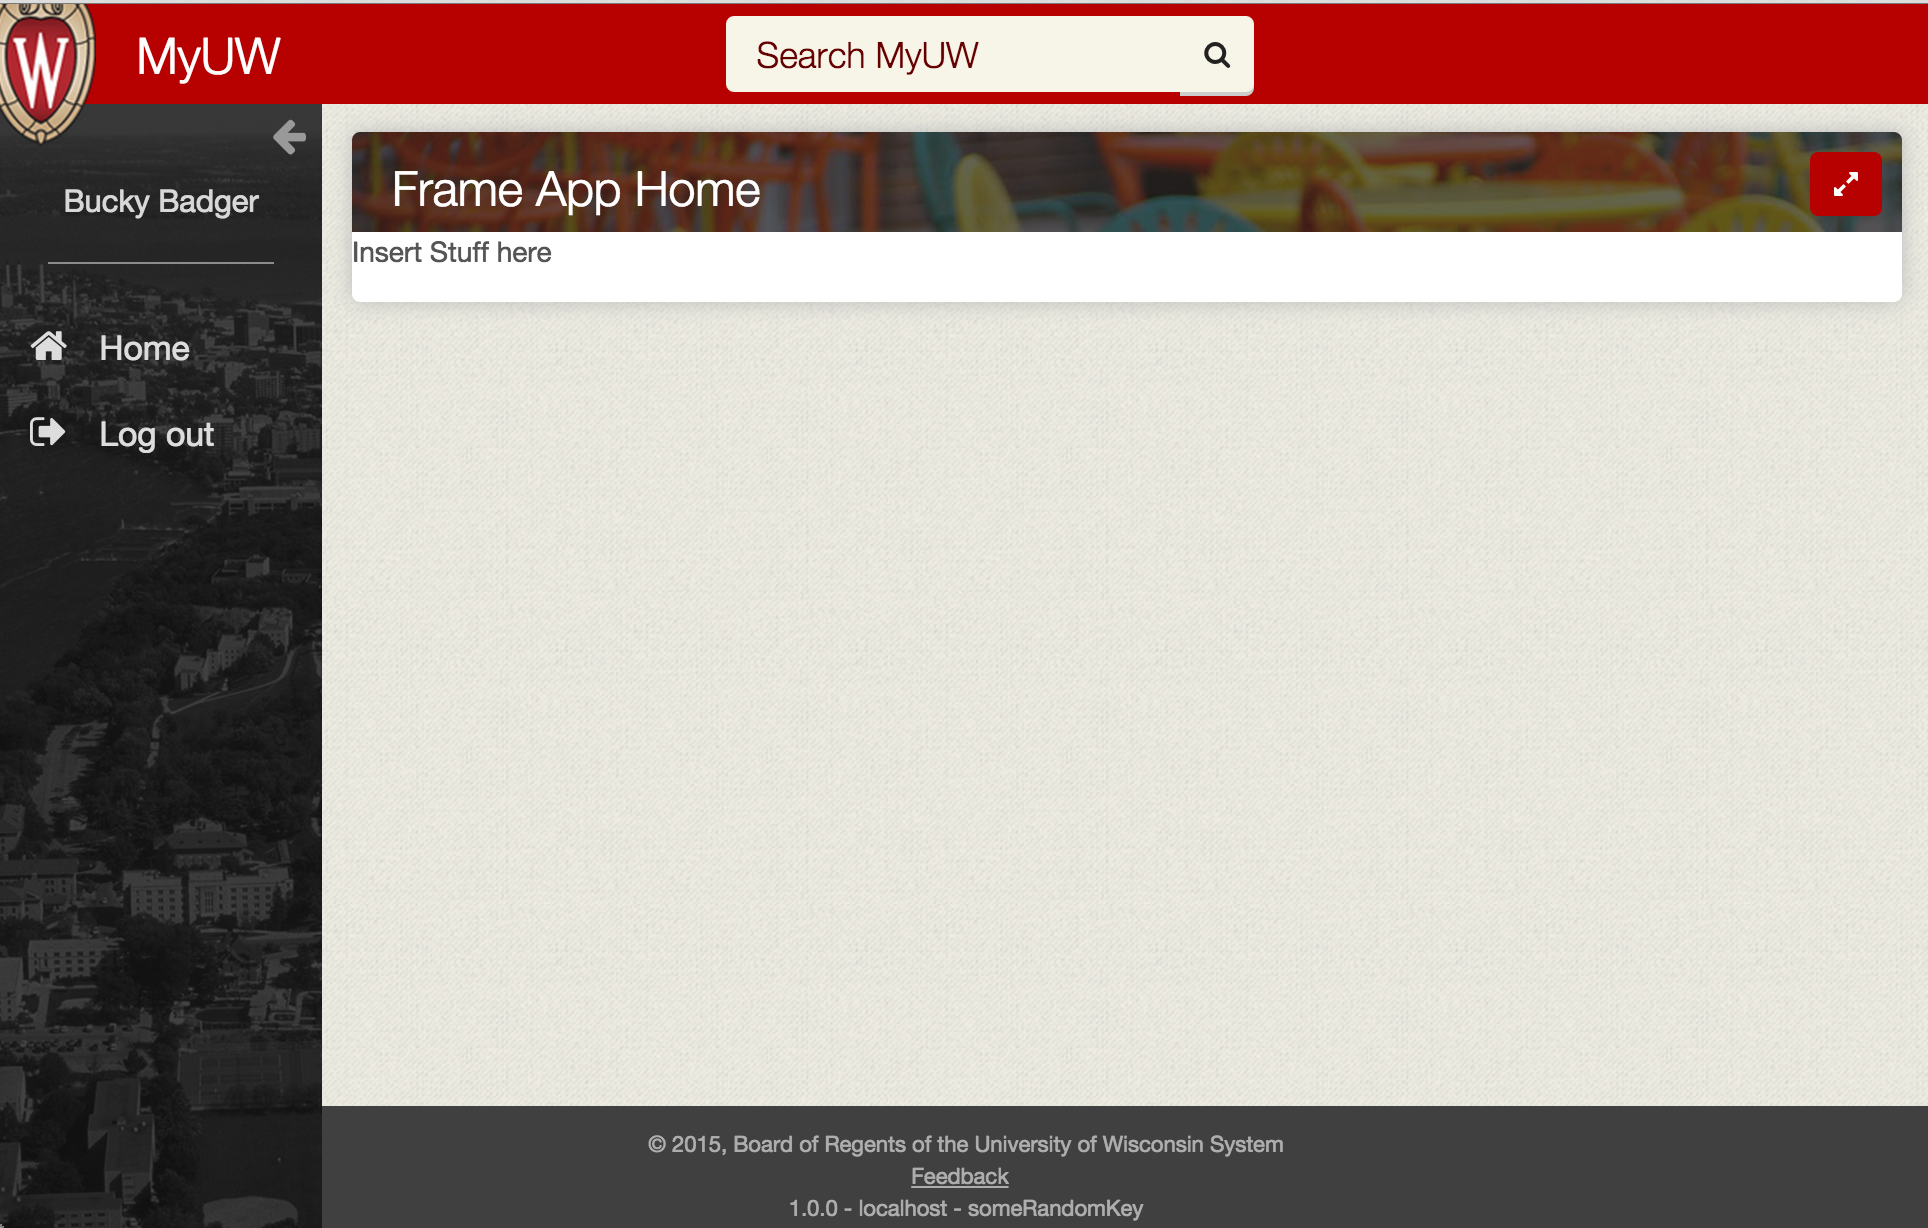 W
MyUW
Search MyUW
Bucky Badger
Home
Log out
Frame App Home
Insert Stuff here
© 2015, Board of Regents of the University of Wisconsin System
Feedback
1.0.0 - localhost - someRandomKey